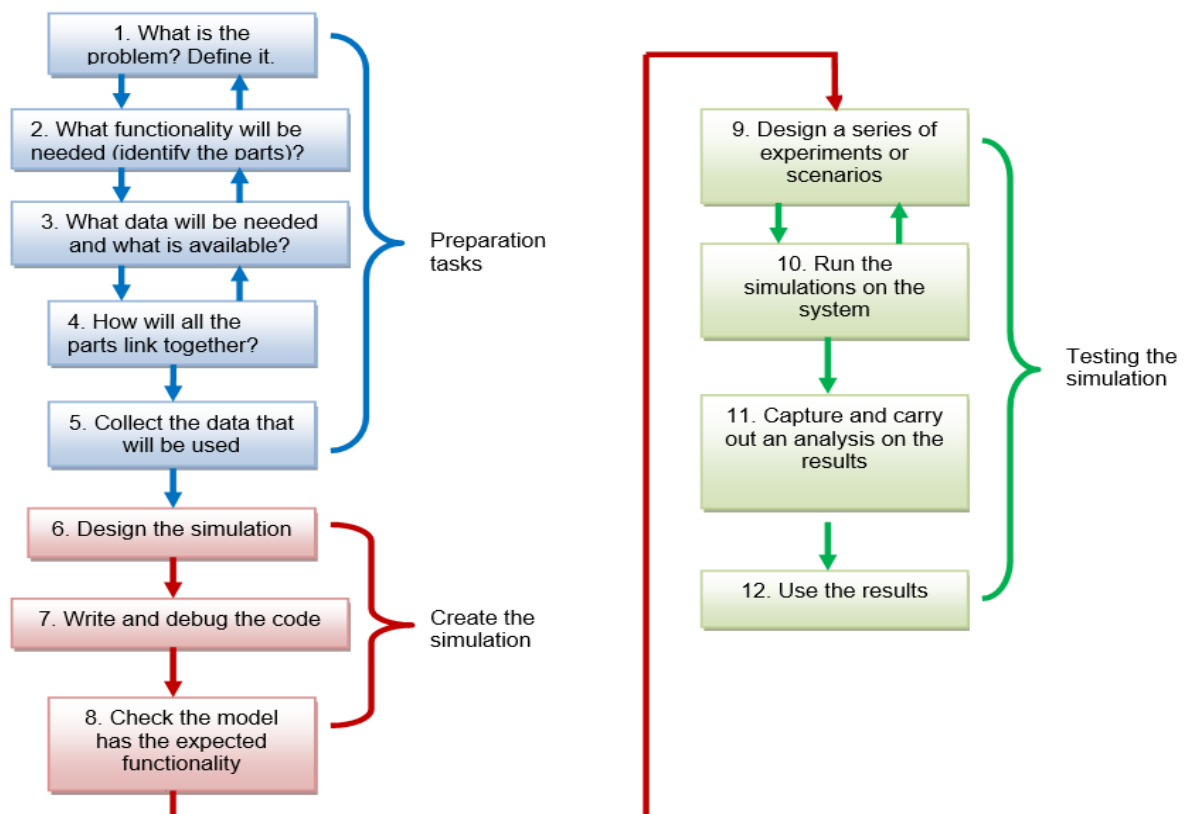 1. What is the
problem? Define it.
2. What functionality will be
needed (identify the parts)?
3. What data will be needed
and what is available?
4. How will all the
parts link together?
5. Collect the data that
will be used
Preparation
tasks
6. Design the simulation
7. Write and debug the code
8. Check the model
has the expected
functionality
Create the
simulation
9. Design a series of
experiments or
scenarios
10. Run the
simulations on the
system
11. Capture and carry
out an analysis on the
results
12. Use the results
Testing the
simulation